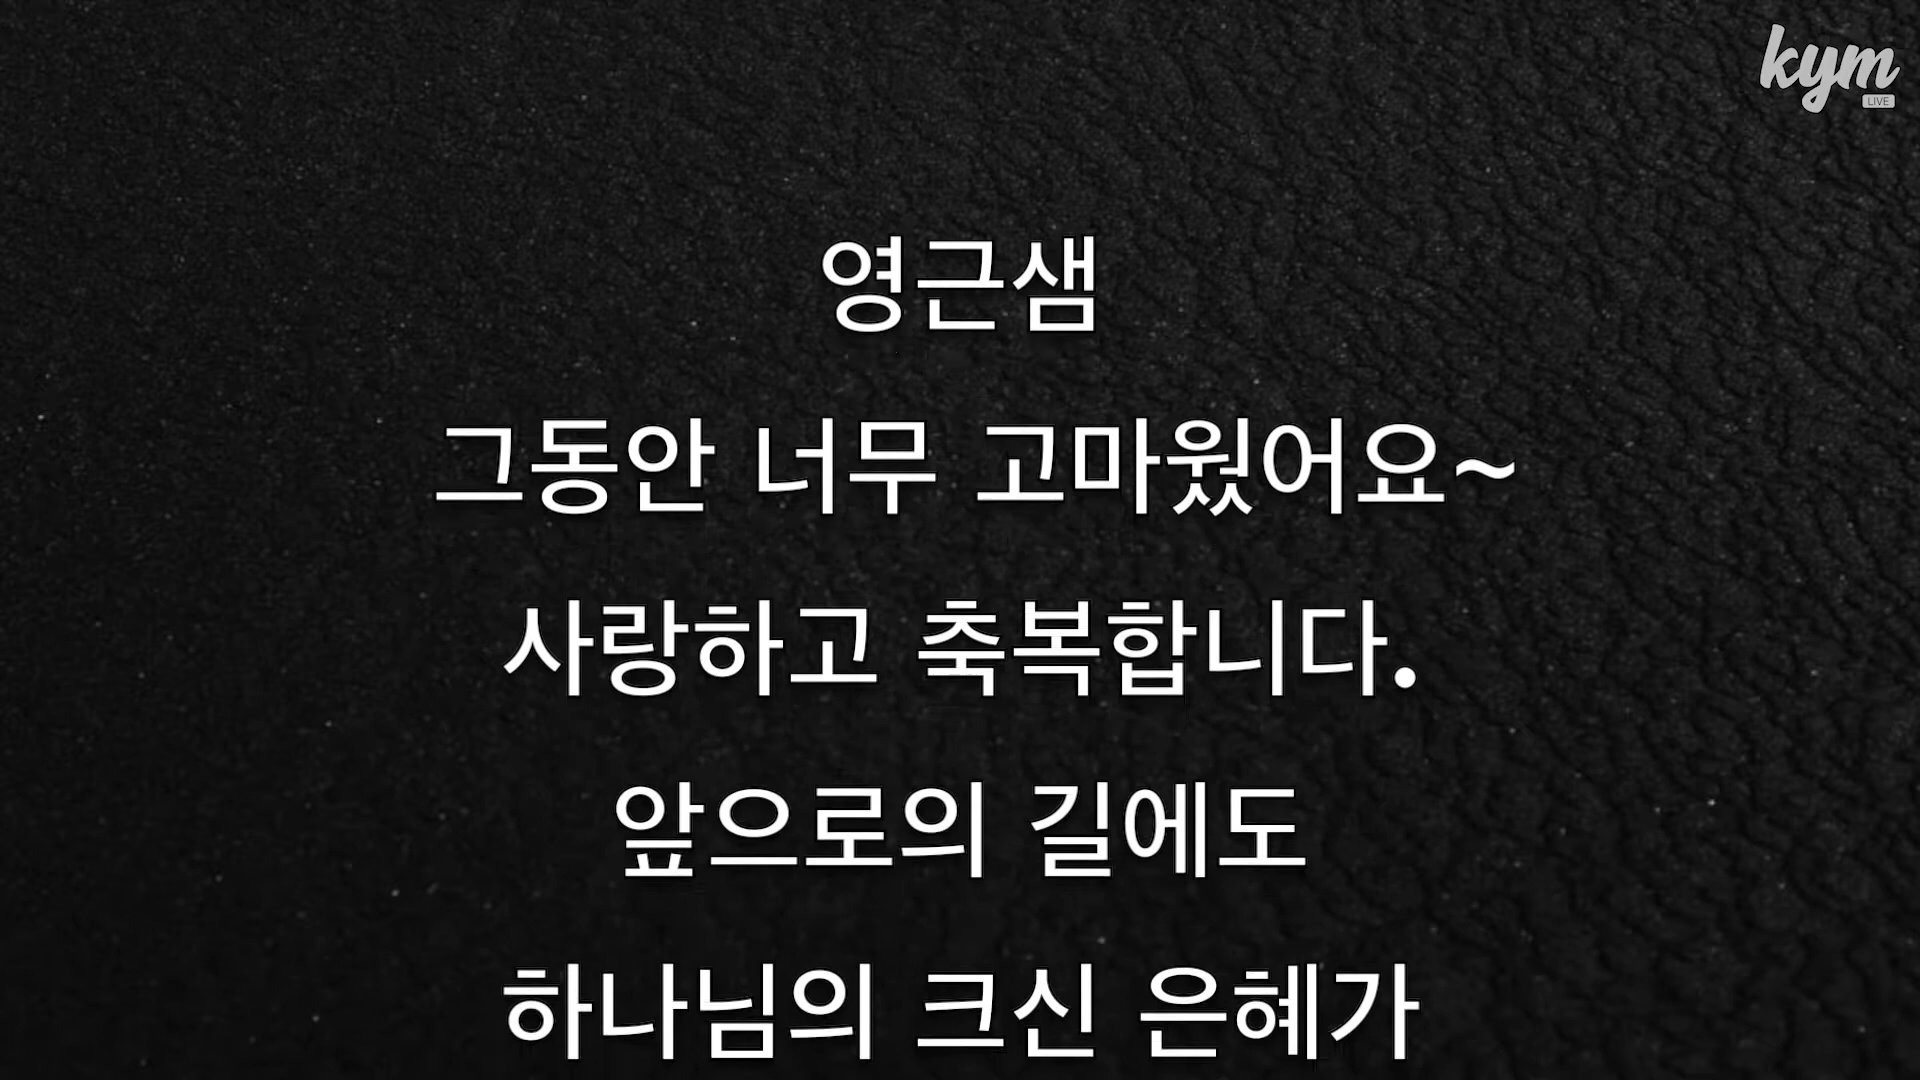 kym
LIVE
영근샘
그동안 너무 고마웠어요~
사랑하고 축복합니다.
앞으로의 길에도
하나님의 크신 은혜가